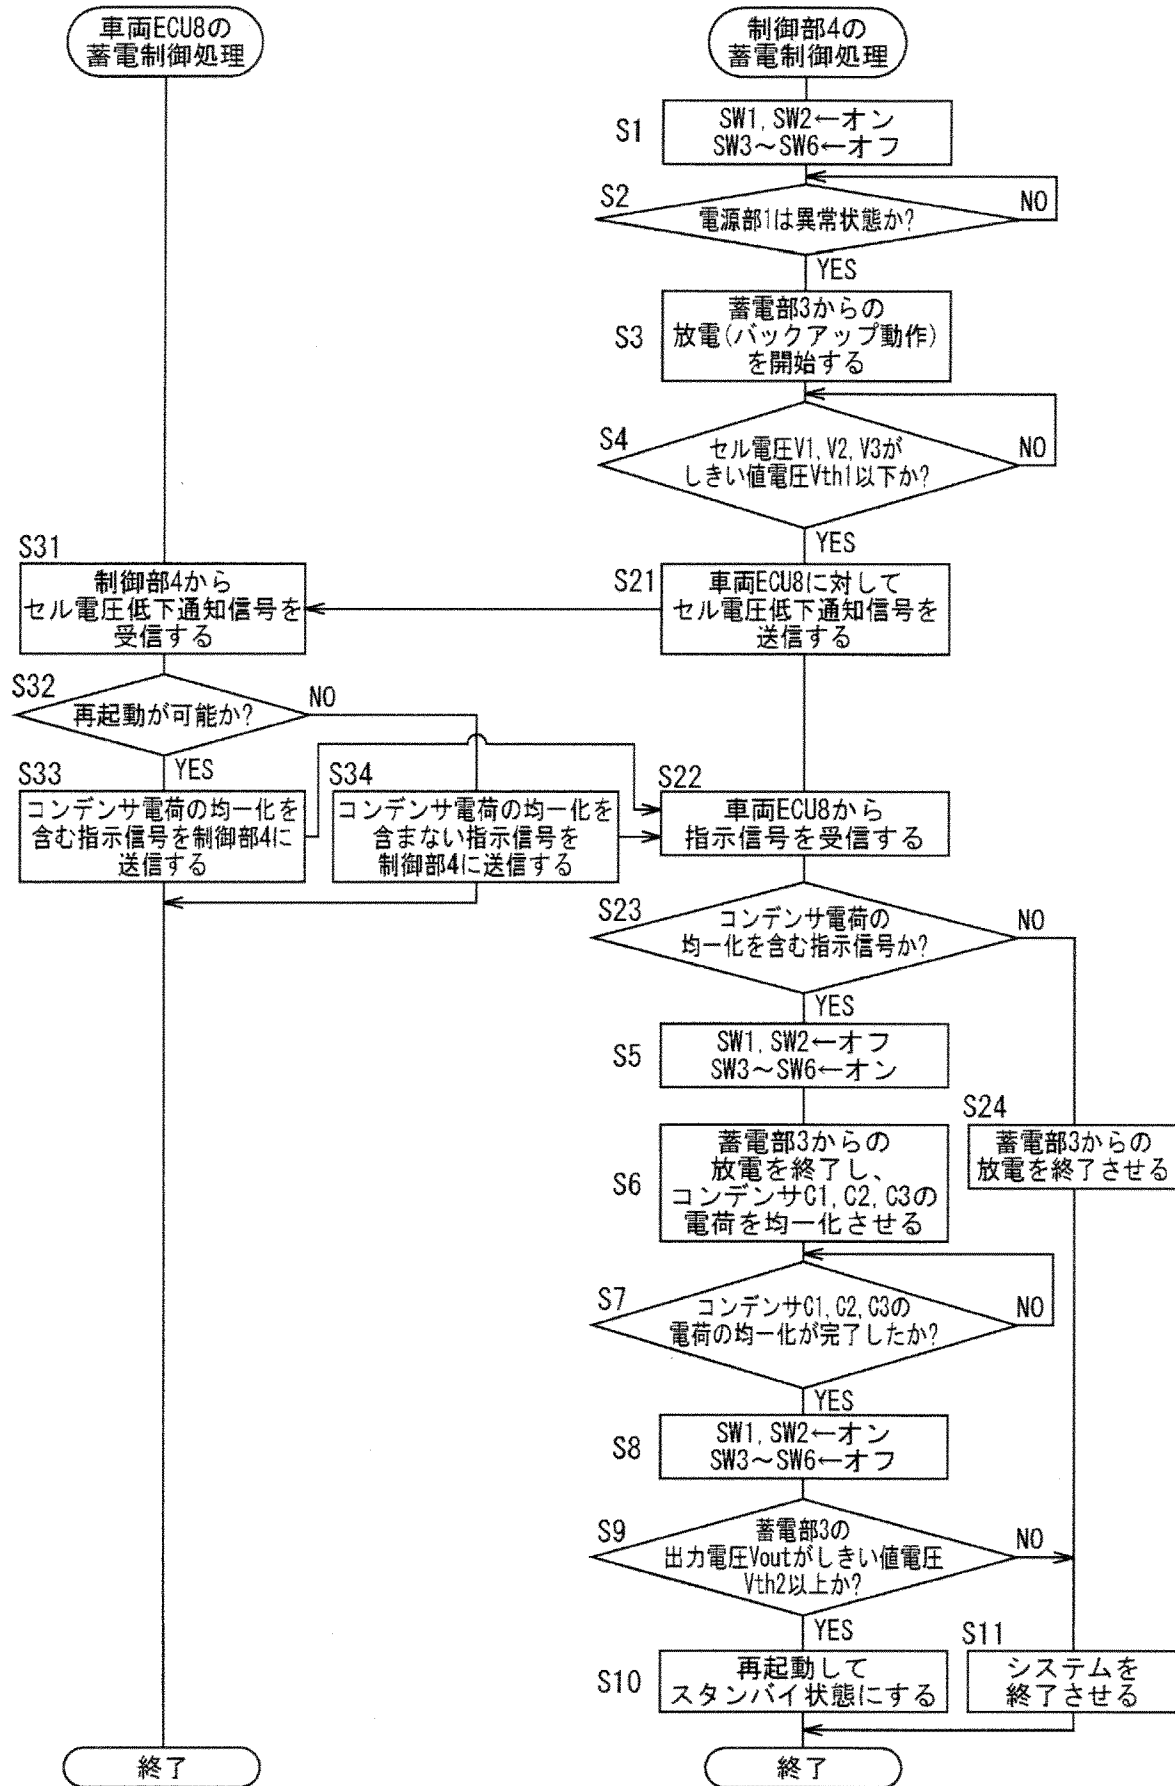 車両ECU8の
蓄電制御処理
制御部4の
蓄電制御処理
S1
SW1, SW2←オン
SW3～SW6←オフ
S2
電源部1は異常状態か?
NO
YES
S3
蓄電部3からの
放電(バックアップ動作)
を開始する
S4
セル電圧V1, V2, V3が
しきい値電圧Vth1以下か?
NO
YES
S31
制御部4から
セル電圧低下通知信号を
受信する
S21
車両ECU8に対して
セル電圧低下通知信号を
送信する
S32
再起動が可能か?
NO
YES
S33
コンデンサ電荷の均一化を
含む指示信号を制御部4に
送信する
S34
コンデンサ電荷の均一化を
含まない指示信号を
制御部4に送信する
S22
車両ECU8から
指示信号を受信する
S23
コンデンサ電荷の
均一化を含む指示信号か?
NO
YES
S5
SW1, SW2←オフ
SW3～SW6←オン
S24
蓄電部3からの
放電を終了させる
S6
蓄電部3からの
放電を終了し、
コンデンサC1, C2, C3の
電荷を均一化させる
S7
コンデンサC1, C2, C3の
電荷の均一化が完了したか?
NO
YES
S8
SW1, SW2←オン
SW3～SW6←オフ
S9
蓄電部3の
出力電圧Voutがしきい値電圧
Vth2以上か?
NO
YES
S10
再起動して
スタンバイ状態にする
S11
システムを
終了させる
終了
終了